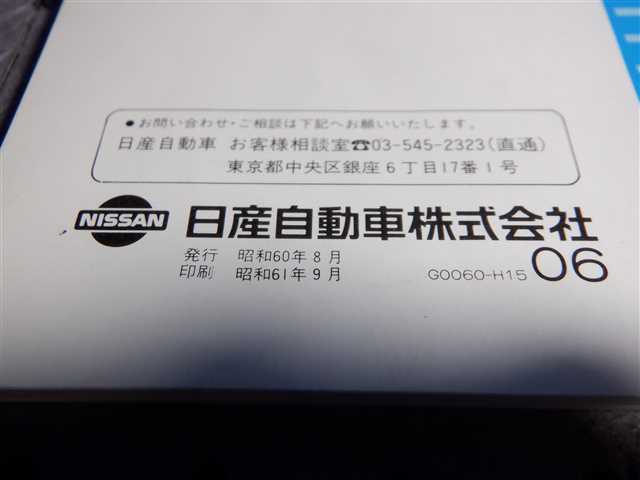 ●お問い合わせ・ご相談は下記へお願いいたします。
日産自動車 お客様相談室☎03-545-2323(直通)
東京都中央区銀座6丁目17番1号
NISSAN 日産自動車株式会社
発行 昭和60年8月
印刷 昭和61年9月
G0060-H15 06